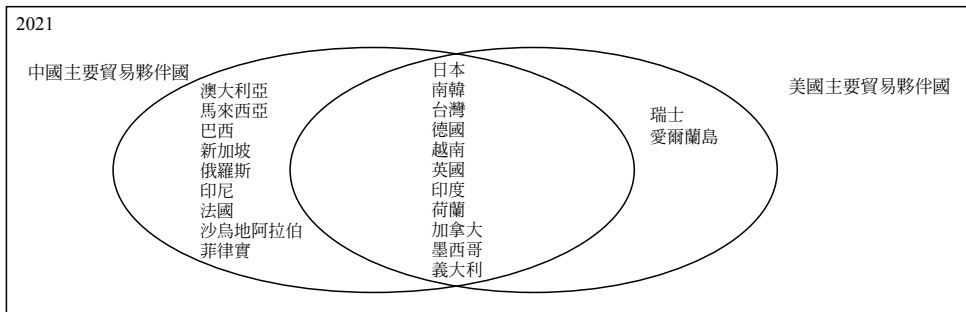 2021
中國主要貿易夥伴國
澳大利亞
馬來西亞
巴西
新加坡
俄羅斯
印尼
法國
沙烏地阿拉伯
菲律賓
日本
南韓
台灣
德國
越南
英國
印度
荷蘭
加拿大
墨西哥
義大利
瑞士
愛爾蘭島
美國主要貿易夥伴國